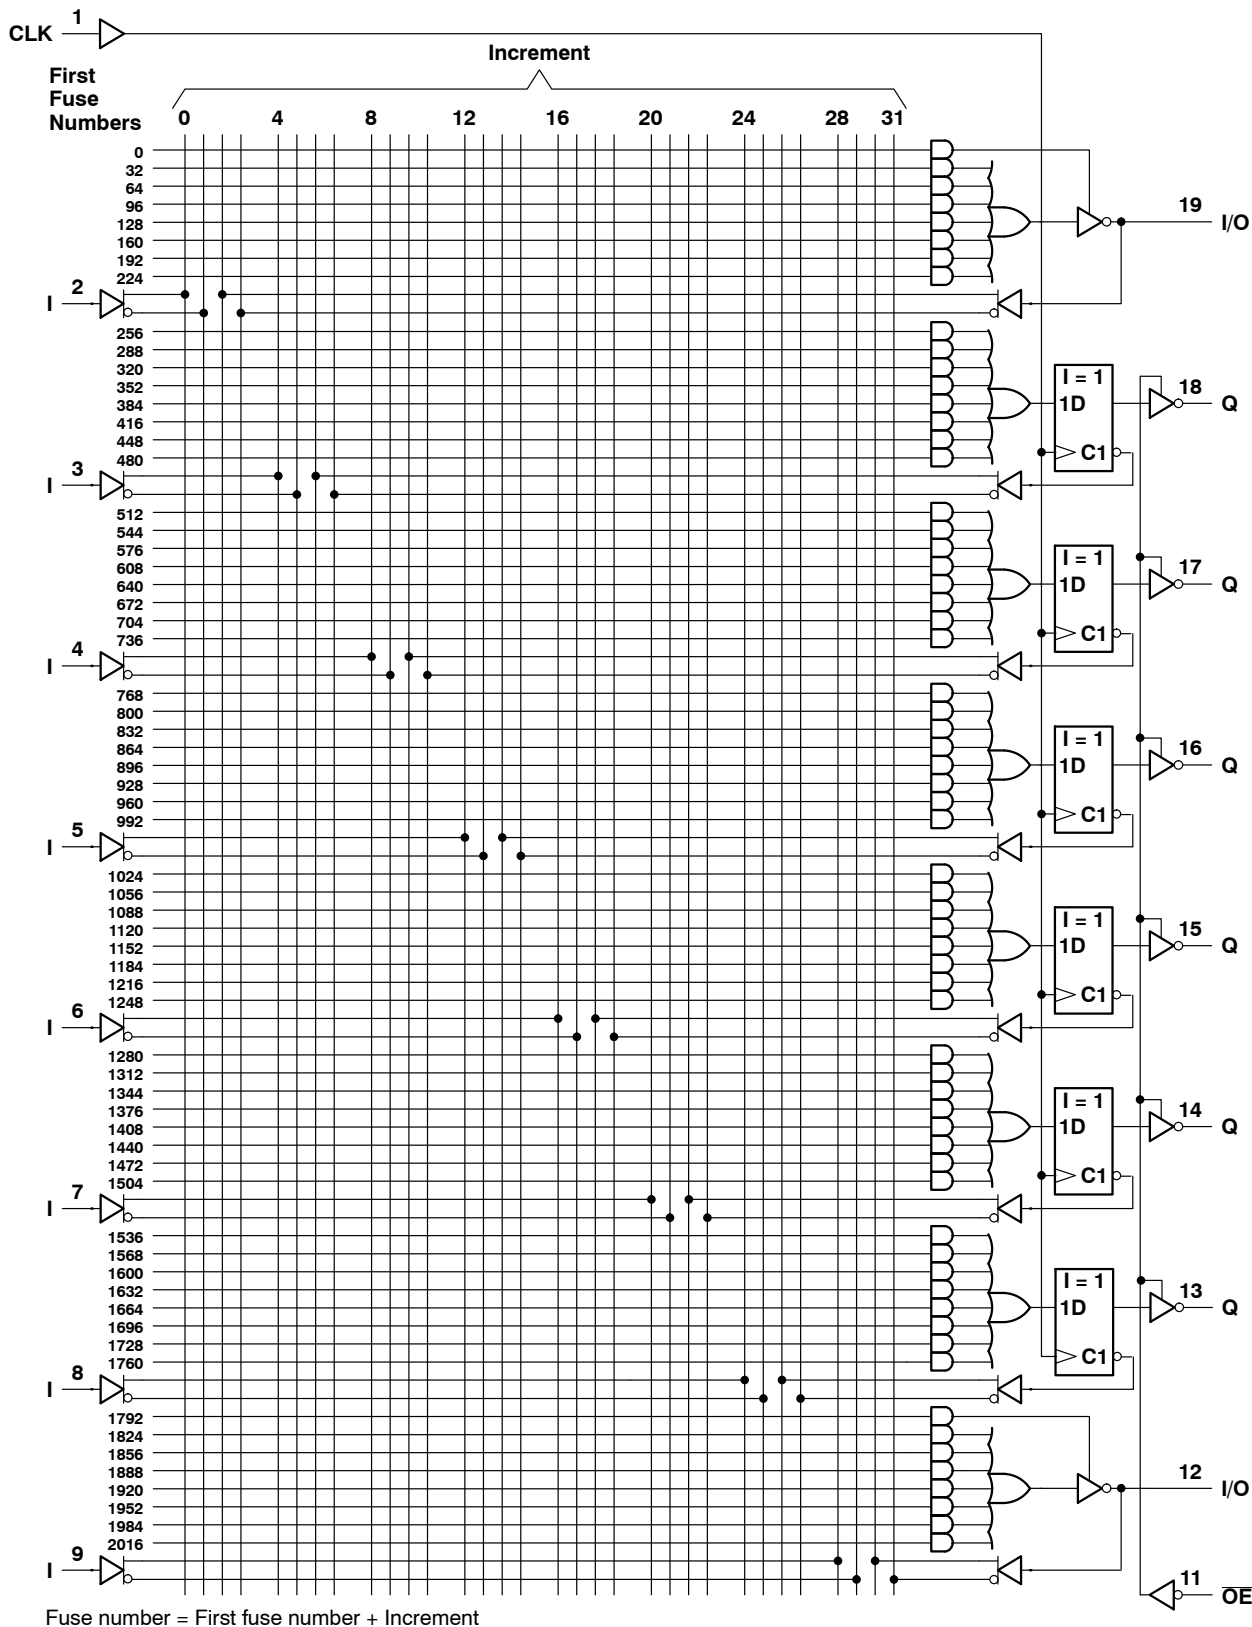 CLK 1
Increment
First
Fuse
Numbers 0 4 8 12 16 20 24 28 31
0
32
64
96
128 19 I/O
160
192
224
I 2
256
288
320
352 I = 1
384 1D 18 Q
416
448
480 C1
I 3
512
544
576 I = 1
608
640 1D 17 Q
672
704
736 C1
I 4
768
800
832 I = 1
864
896 1D 16 Q
928
960
992 C1
I 5
1024
1056
1088 I = 1
1120
1152 1D 15 Q
1184
1216
1248 C1
I 6
1280
1312
1344 I = 1
1376
1408 1D 14 Q
1440
1472
1504 C1
I 7
1536
1568
1600 I = 1
1632
1664 1D 13 Q
1696
1728
1760 C1
I 8
1792
1824
1856
1888
1920 12 I/O
1952
1984
2016
I 9
11 OE
Fuse number = First fuse number + Increment